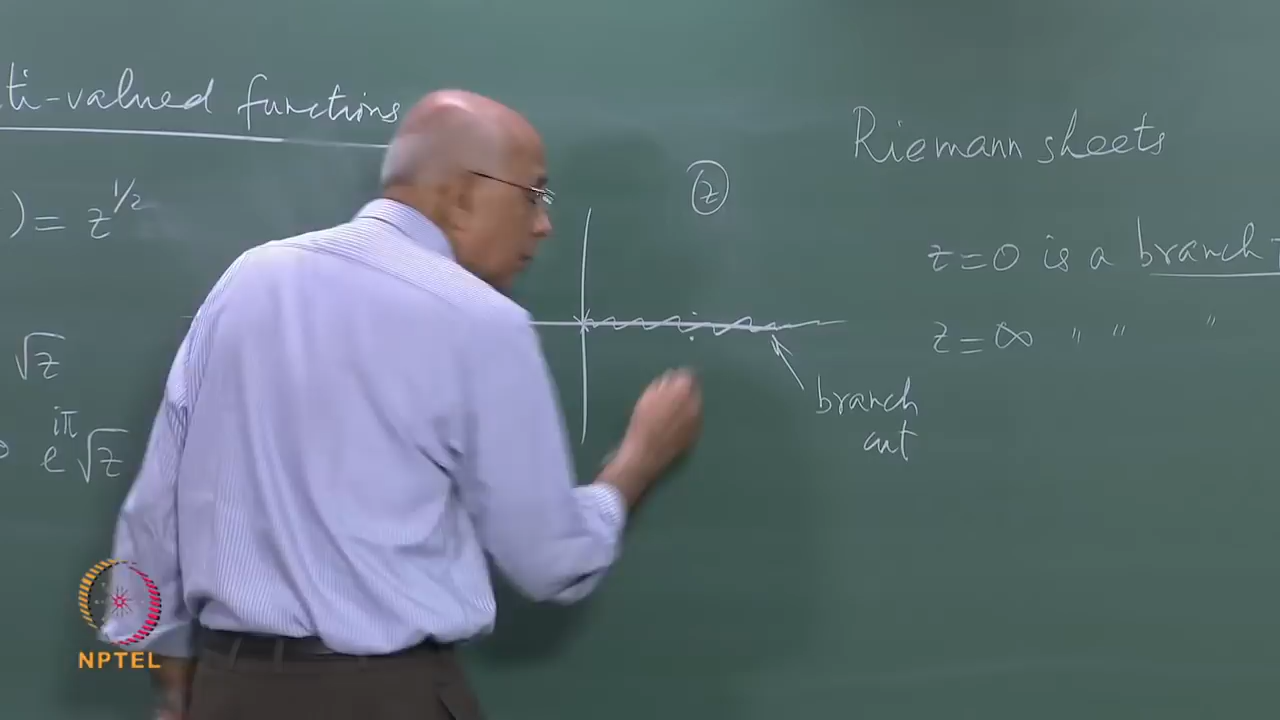 ti-valued functions
) = z^{1/2}
√z
e^{iπ} √z
z
branch
cut
Riemann sheets
z = 0 is a branch
z = ∞ " " "
NPTEL